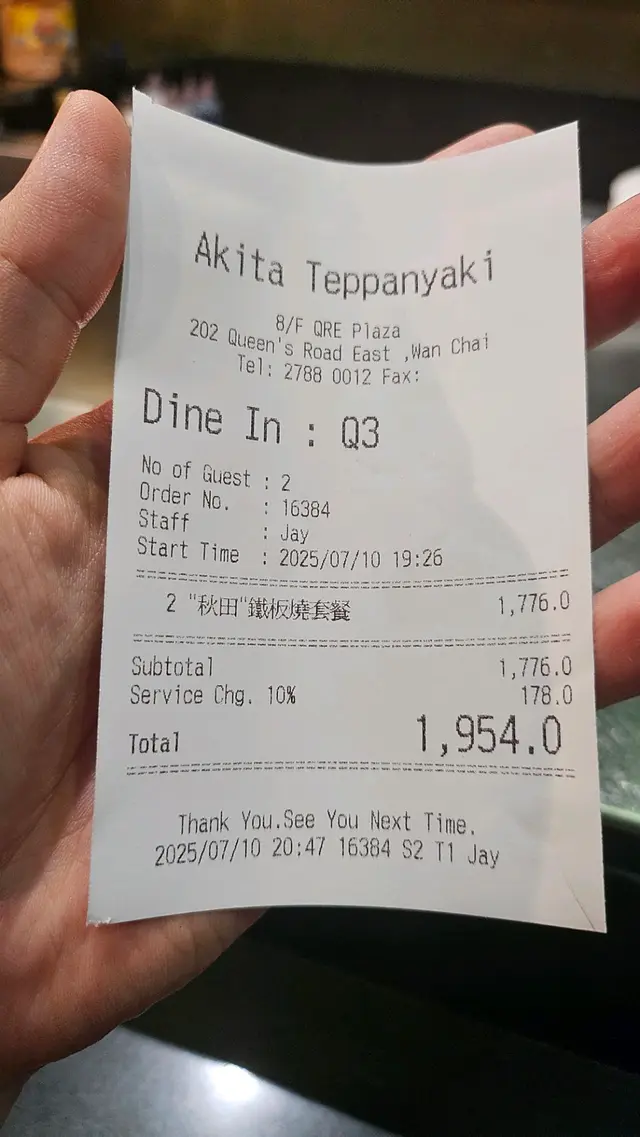 Akita Teppanyaki
8/F QRE Plaza
202 Queen's Road East ,Wan Chai
Tel: 2788 0012 Fax:
Dine In : Q3
No of Guest : 2
Order No. : 16384
Staff : Jay
Start Time : 2025/07/10 19:26
2 "秋田"鐵板燒套餐 1,776.0
Subtotal 1,776.0
Service Chg. 10% 178.0
Total 1,954.0
Thank You.See You Next Time.
2025/07/10 20:47 16384 S2 T1 Jay